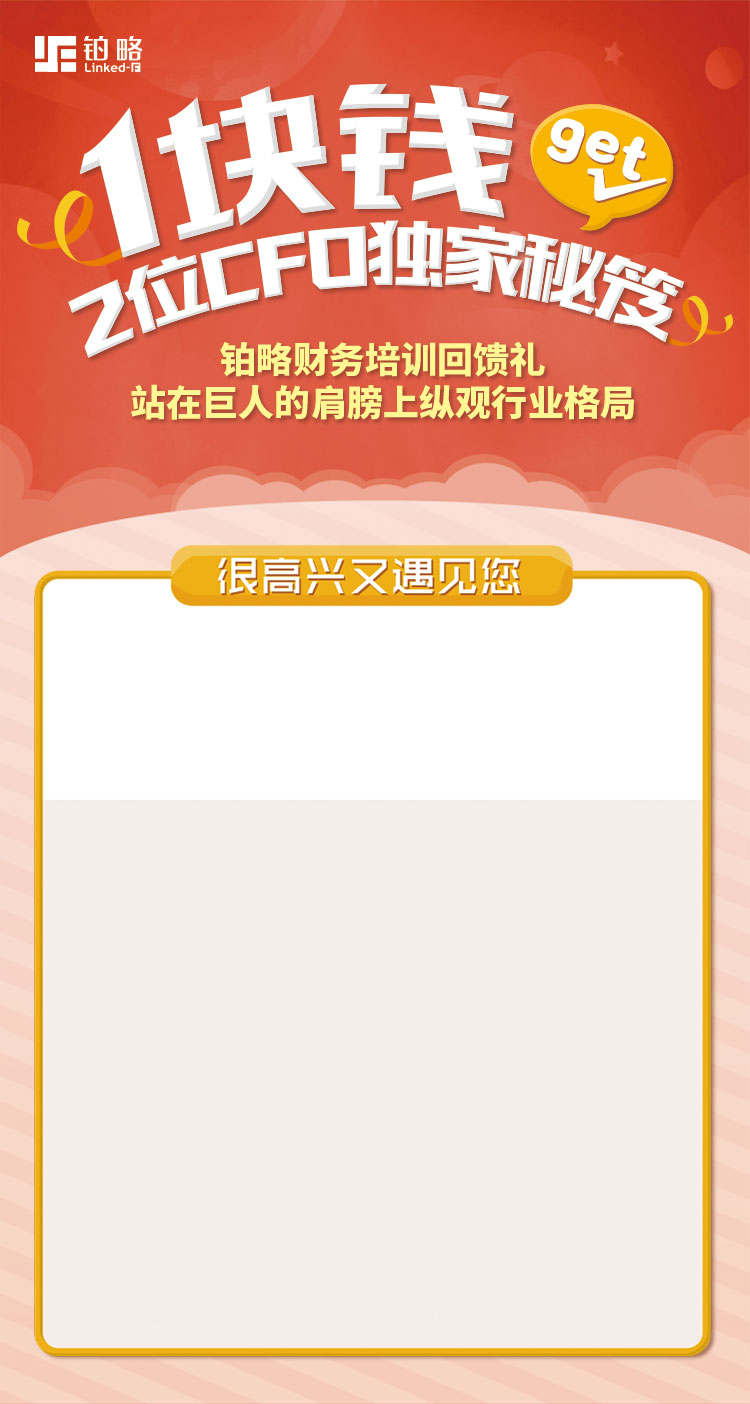 铂略
Linked-F
1块钱
get
2位CFO独家秘笈
铂略财务培训回馈礼
站在巨人的肩膀上纵观行业格局
很高兴又遇见您